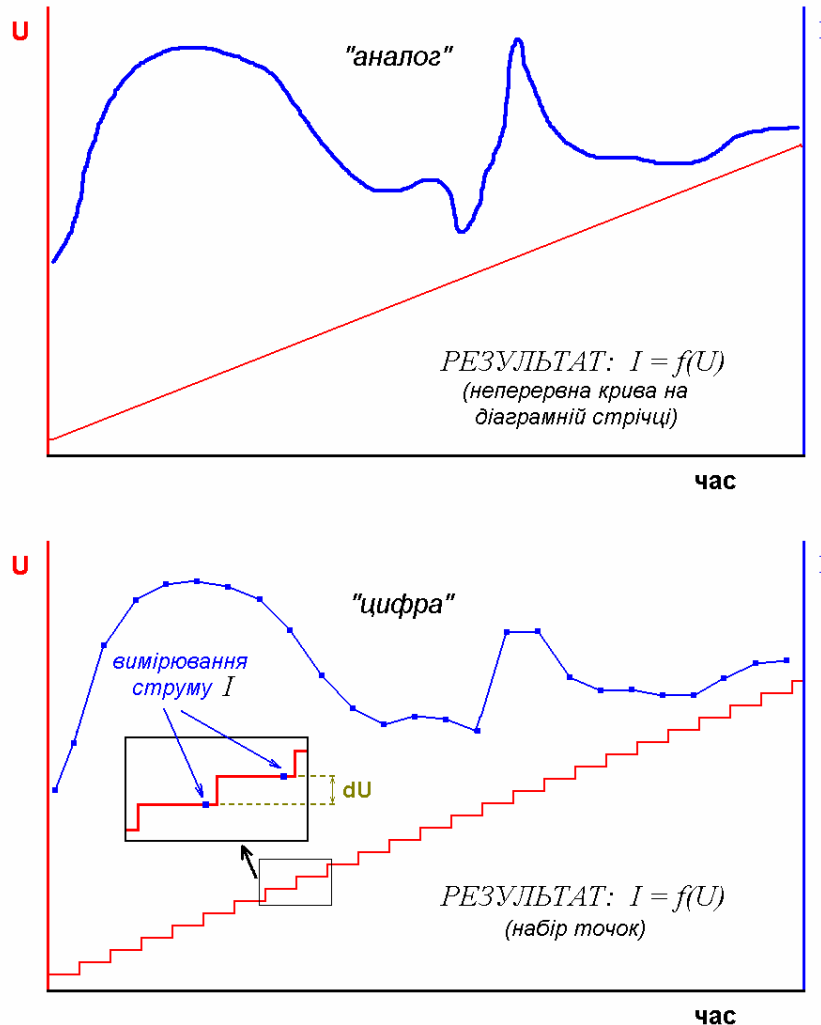 U
"аналог"
РЕЗУЛЬТАТ: I = f(U)
(неперервна крива на
діаграмній стрічці)
час
U
"цифра"
вимірювання
струму I
dU
РЕЗУЛЬТАТ: I = f(U)
(набір точок)
час